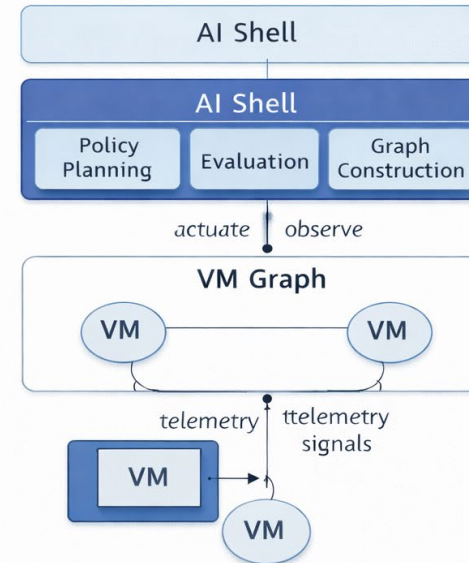 AI Shell
AI Shell
Policy
Planning
Evaluation
Graph
Construction
actuate
observe
VM Graph
VM
VM
telemetry
ttelemetry
signals
VM
VM